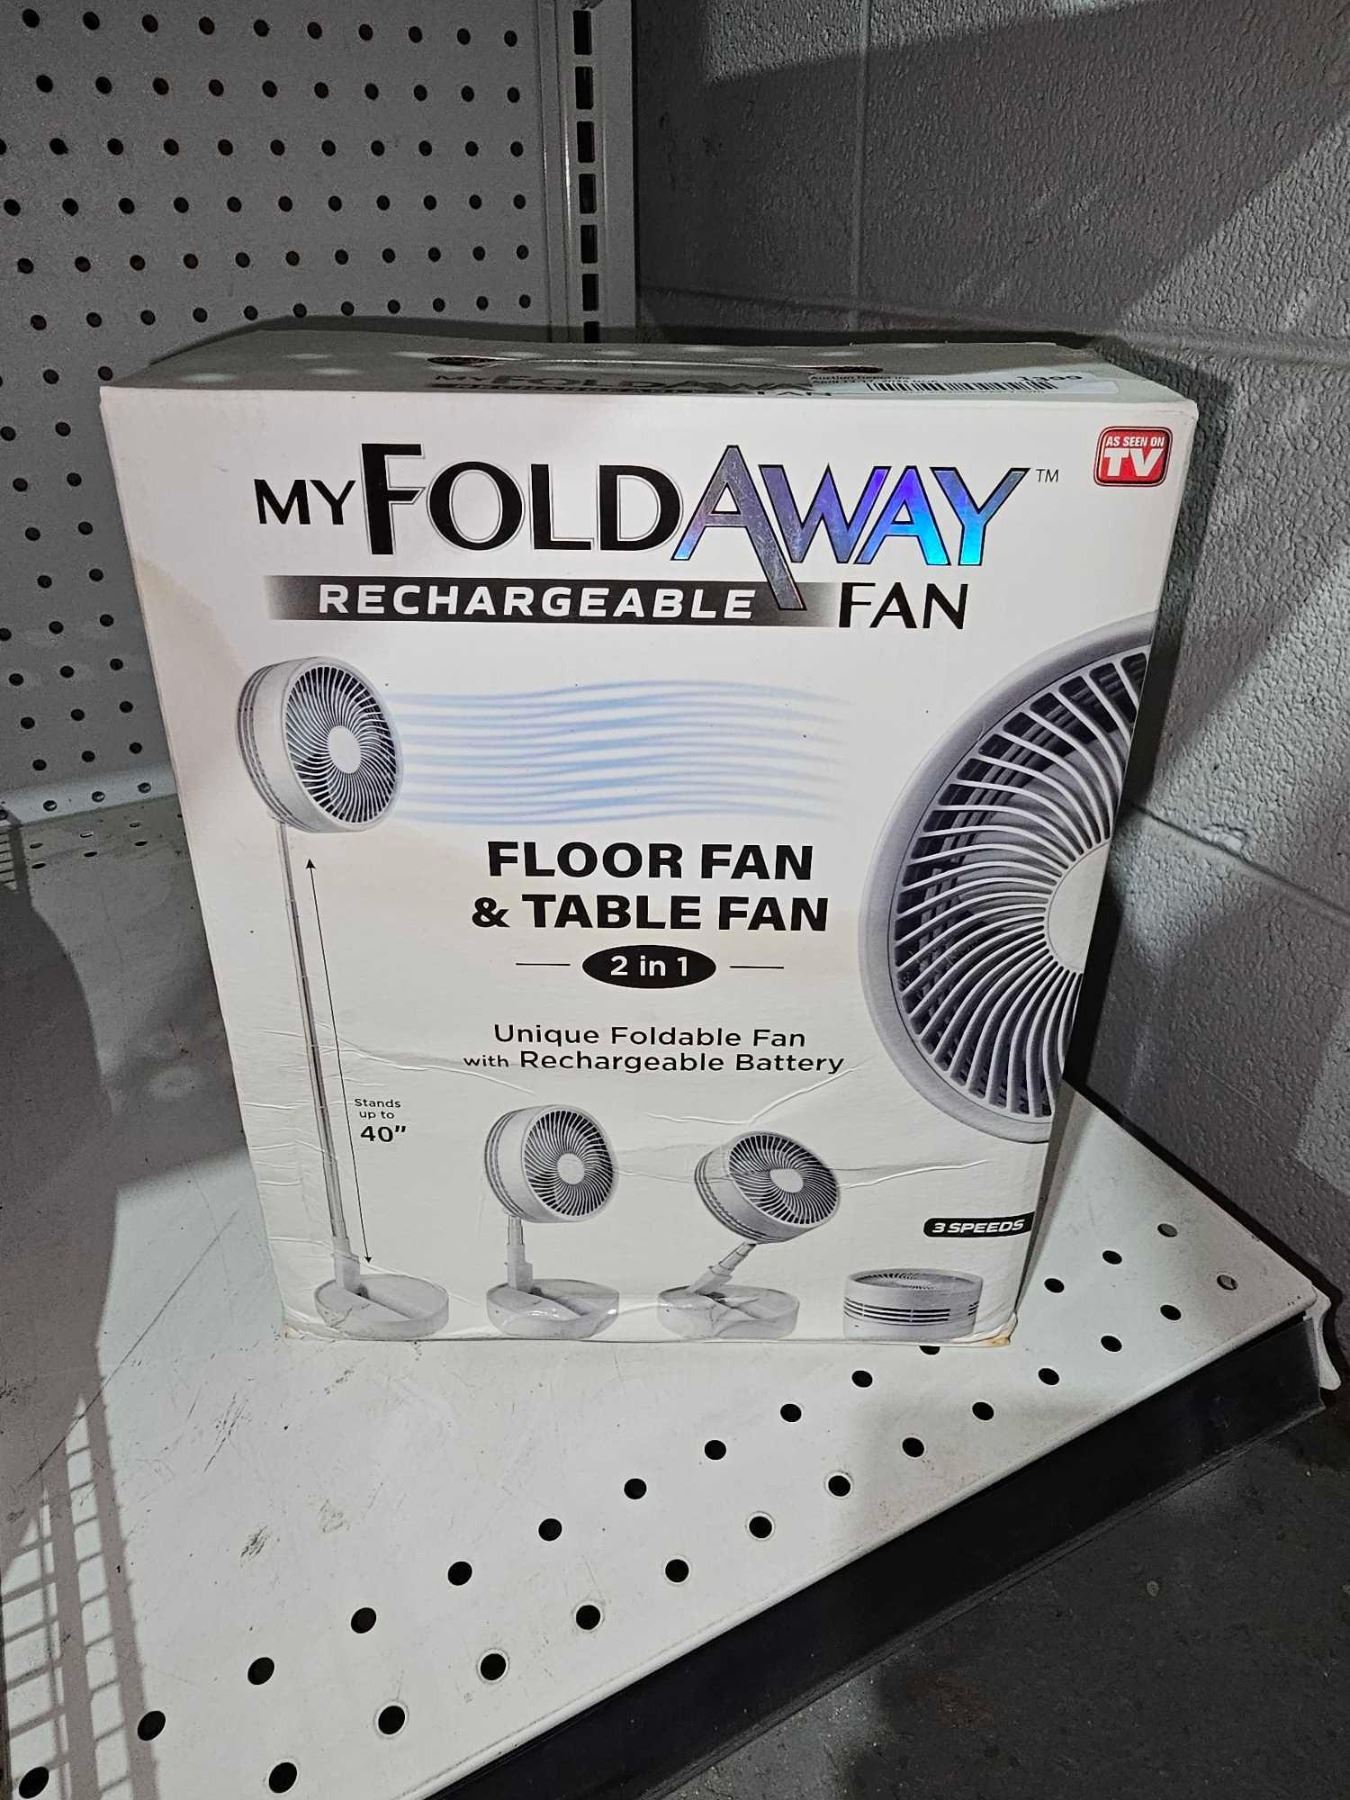 MY FOLDAWAY™
RECHARGEABLE FAN
AS SEEN ON
TV
FLOOR FAN
& TABLE FAN
2 in 1
Unique Foldable Fan
with Rechargeable Battery
Stands
up to
40"
3 SPEEDS